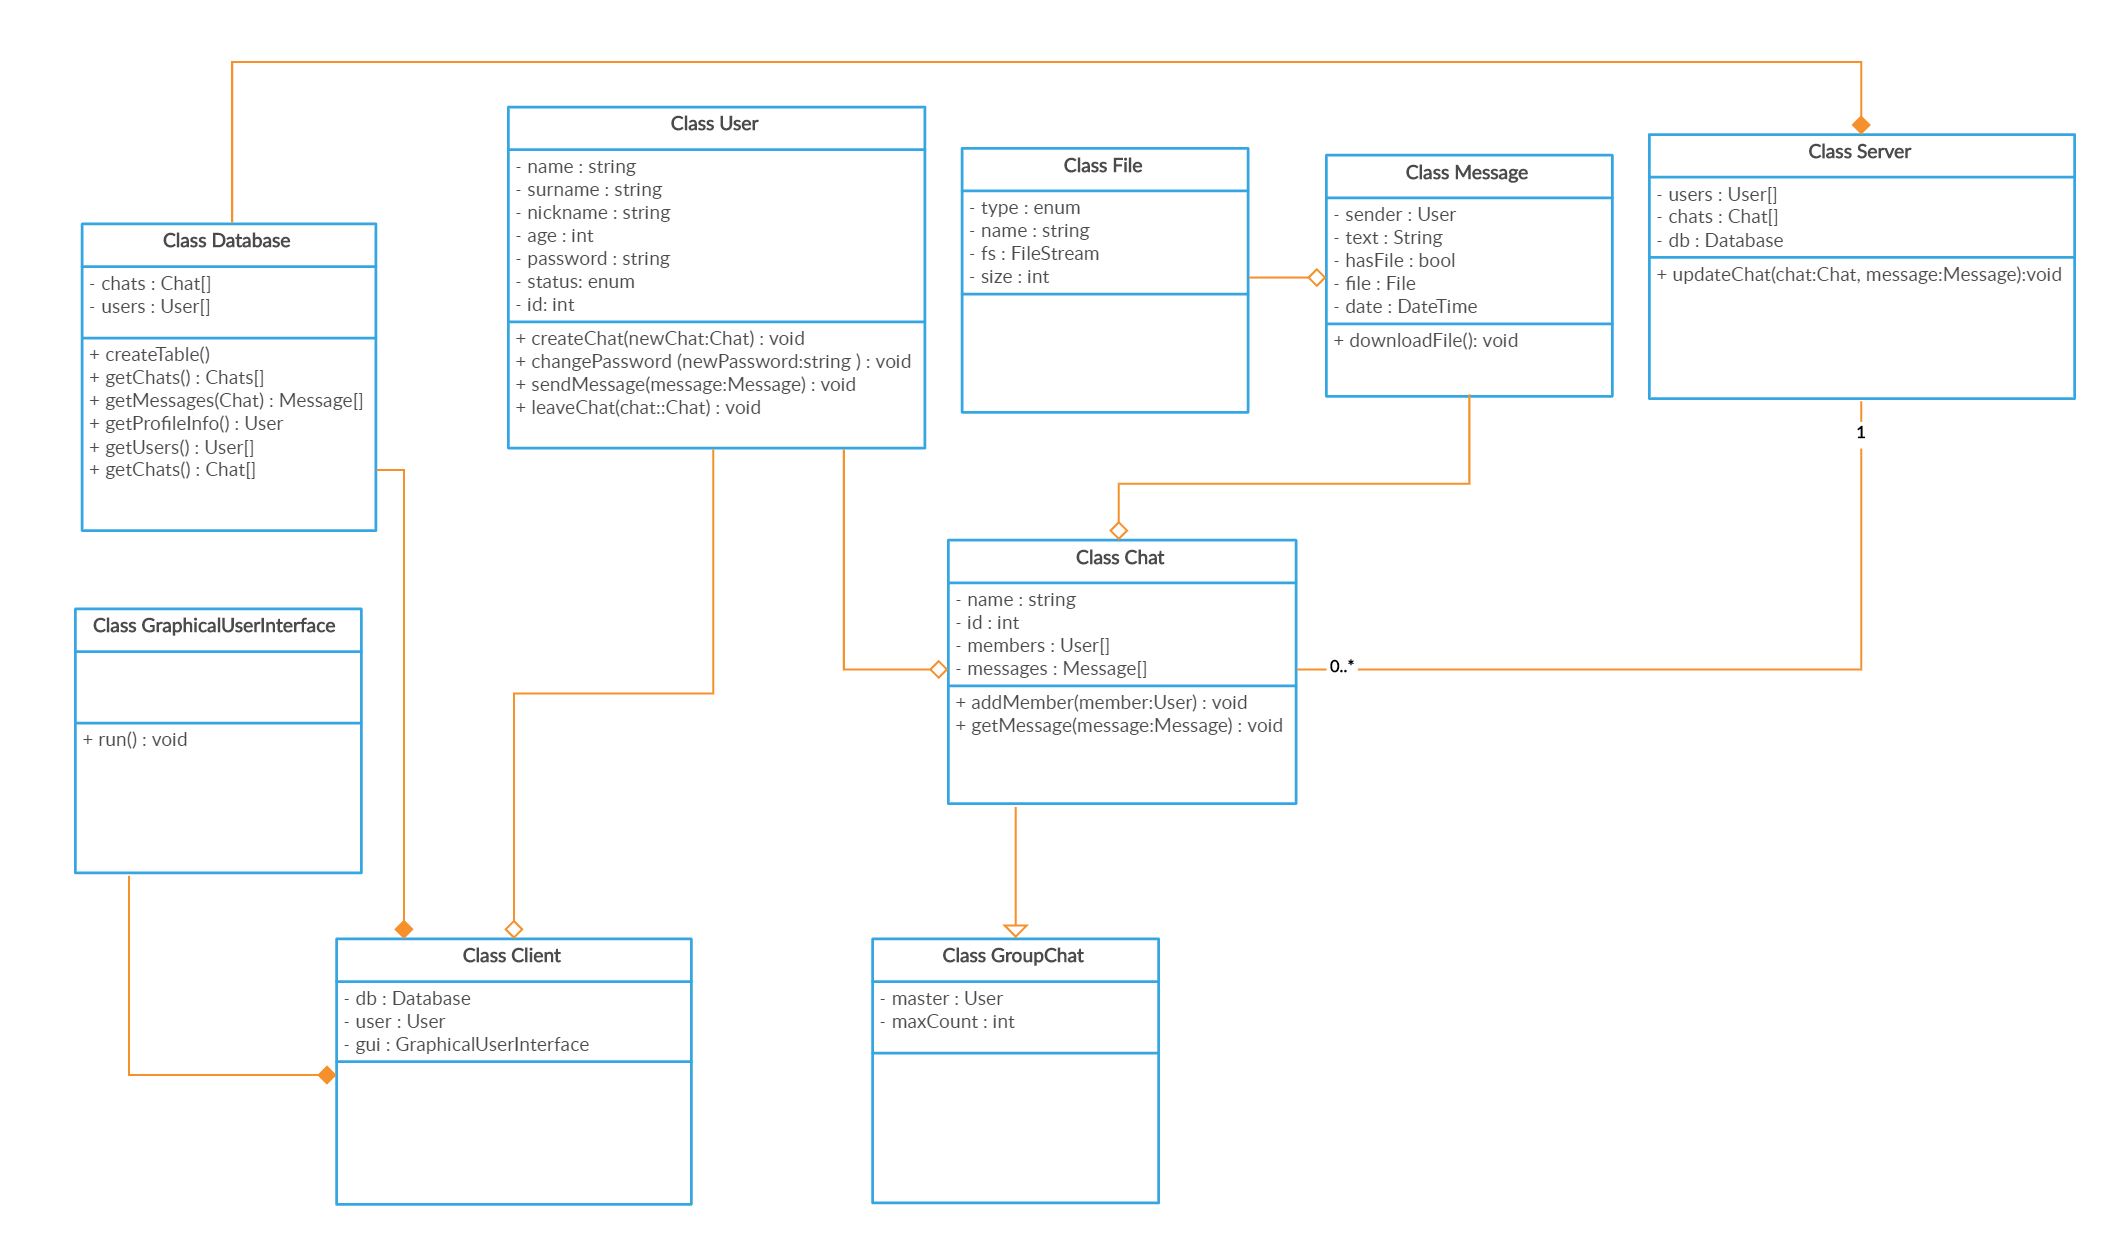 Class User
- name : string
- surname : string
- nickname : string
- age : int
- password : string
- status: enum
- id: int
+ createChat(newChat:Chat) : void
+ changePassword (newPassword:string ) : void
+ sendMessage(message:Message) : void
+ leaveChat(chat::Chat) : void
Class File
- type : enum
- name : string
- fs : FileStream
- size : int
Class Message
- sender : User
- text : String
- hasFile : bool
- file : File
- date : DateTime
+ downloadFile(): void
Class Server
- users : User[]
- chats : Chat[]
- db : Database
+ updateChat(chat:Chat, message:Message):void
1
Class Database
- chats : Chat[]
- users : User[]
+ createTable()
+ getChats() : Chats[]
+ getMessages(Chat) : Message[]
+ getProfileInfo() : User
+ getUsers() : User[]
+ getChats() : Chat[]
Class Chat
- name : string
- id : int
- members : User[]
- messages : Message[]
+ addMember(member:User) : void
+ getMessage(message:Message) : void
0..*
Class GraphicalUserInterface
+ run() : void
Class Client
- db : Database
- user : User
- gui : GraphicalUserInterface
Class GroupChat
- master : User
- maxCount : int